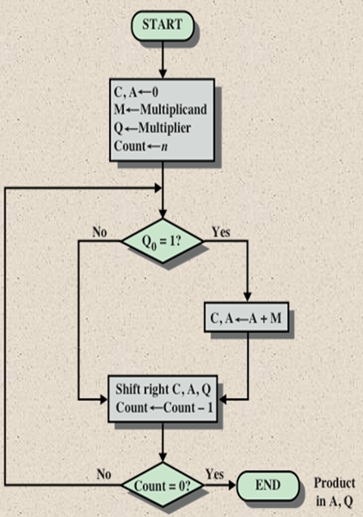 START
C, A←0
M←Multiplicand
Q←Multiplier
Count←n
No
Yes
Q₀ = 1?
C, A←A + M
Shift right C, A, Q
Count←Count – 1
No
Yes
Count = 0?
END
Product
in A, Q